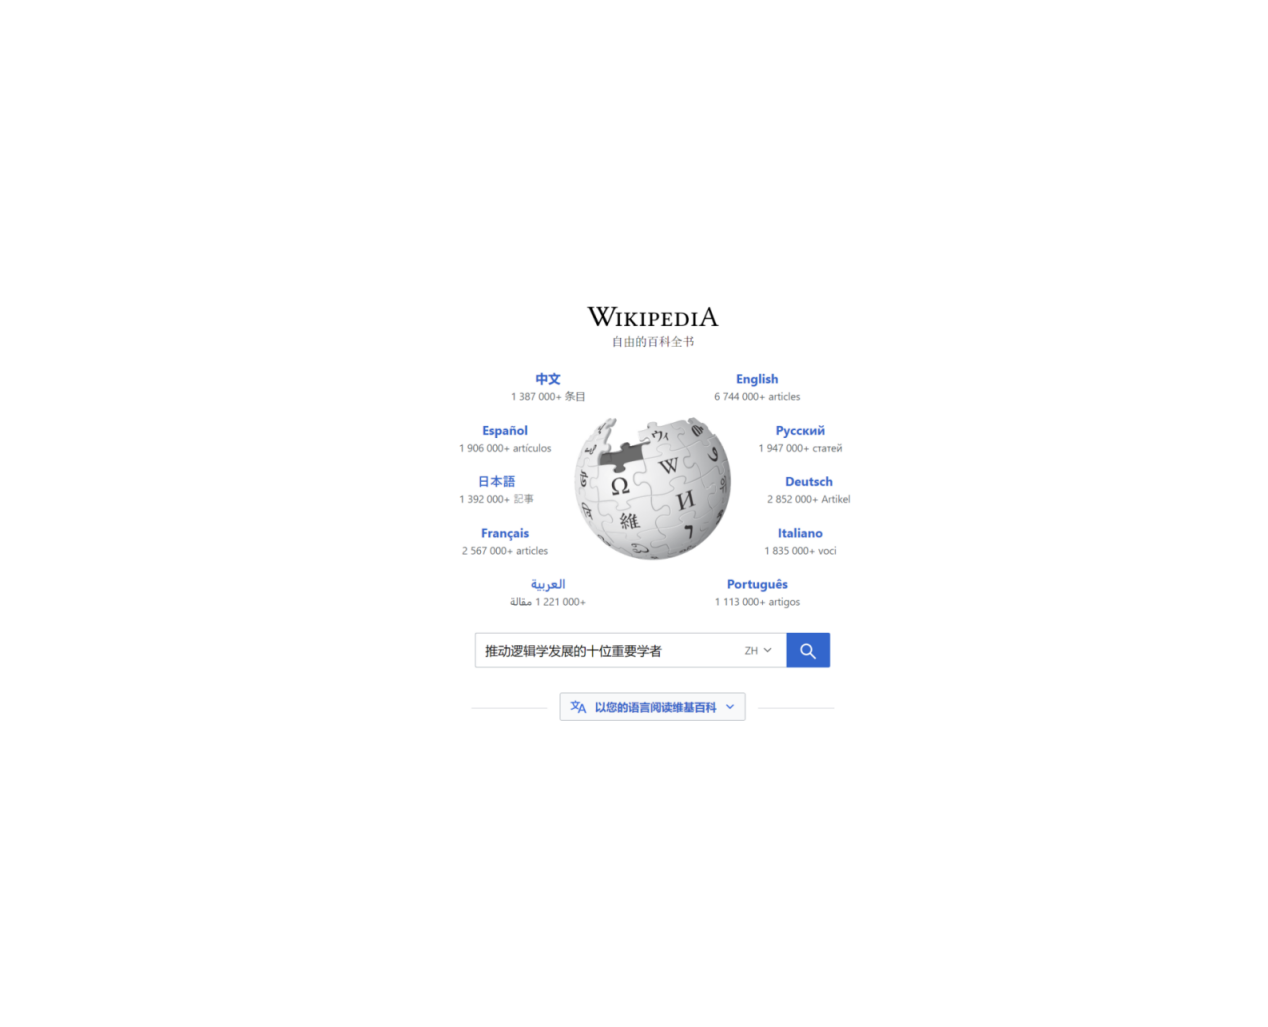 WIKIPEDIA
自由的百科全书
中文
1 387 000+ 条目
English
6 744 000+ articles
Español
1 906 000+ artículos
Русский
1 947 000+ статей
日本語
1 392 000+ 記事
Deutsch
2 852 000+ Artikel
Français
2 567 000+ articles
Italiano
1 835 000+ voci
العربية
1 221 000+ مقالة
Português
1 113 000+ artigos
Ω
W
И
維
ウィ
7
推动逻辑学发展的十位重要学者 ZH
以您的语言阅读维基百科